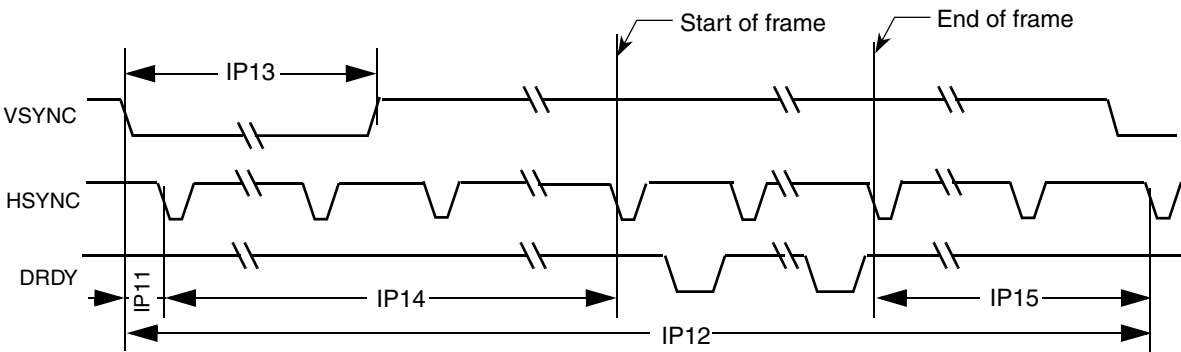 Start of frame
End of frame
IP13
VSYNC
HSYNC
DRDY
IP11
IP14
IP15
IP12